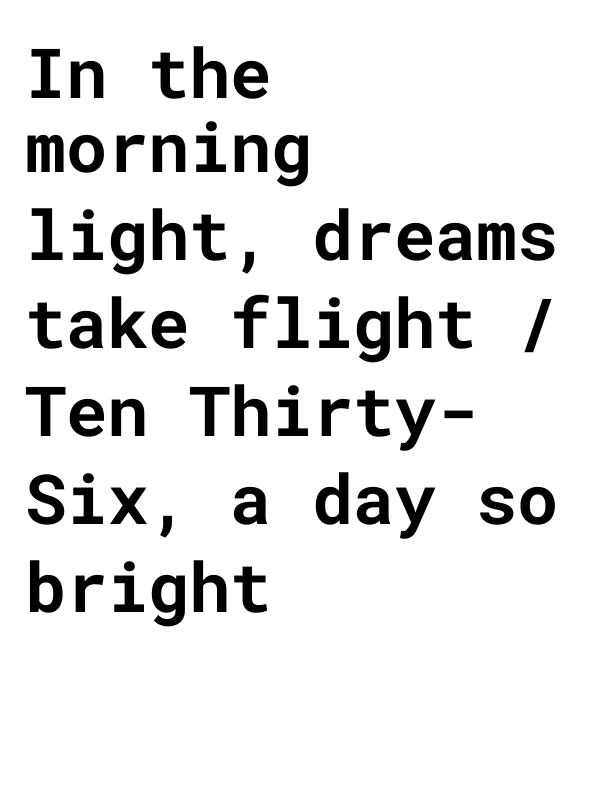 In the
morning
light, dreams
take flight /
Ten Thirty-
Six, a day so
bright